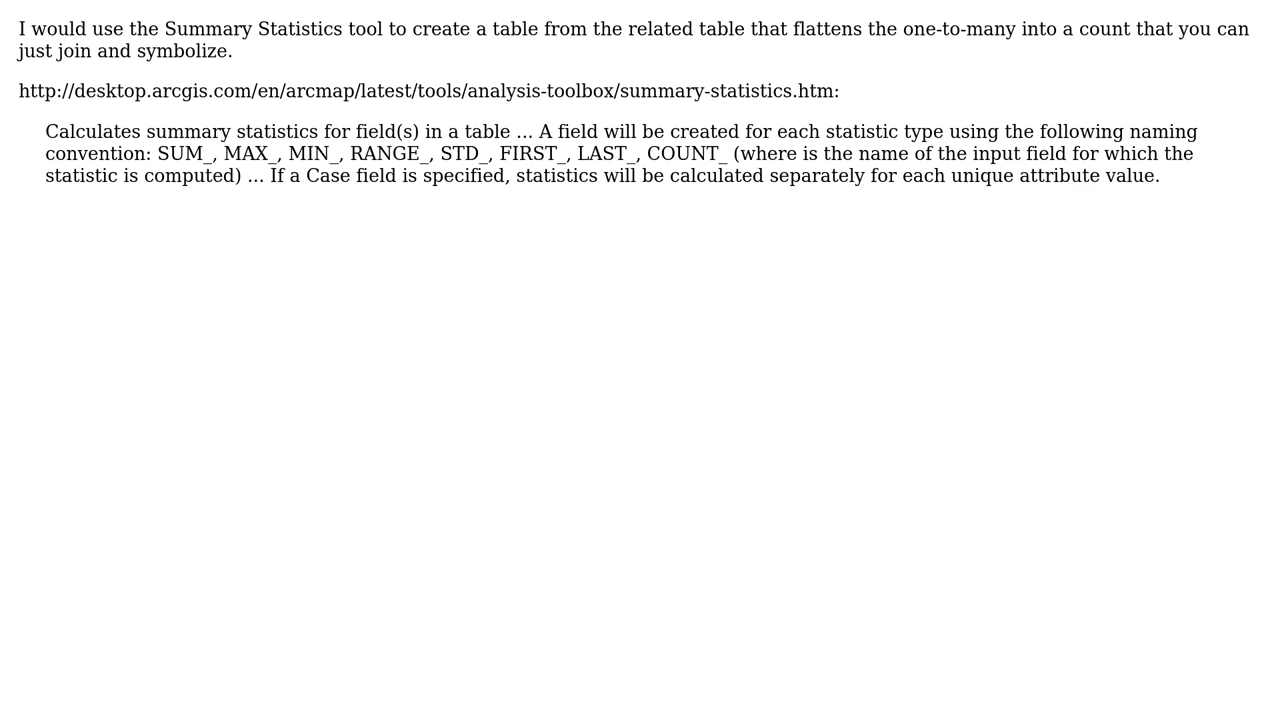 I would use the Summary Statistics tool to create a table from the related table that flattens the one-to-many into a count that you can
just join and symbolize.
http://desktop.arcgis.com/en/arcmap/latest/tools/analysis-toolbox/summary-statistics.htm:
Calculates summary statistics for field(s) in a table ... A field will be created for each statistic type using the following naming
convention: SUM_, MAX_, MIN_, RANGE_, STD_, FIRST_, LAST_, COUNT_ (where is the name of the input field for which the
statistic is computed) ... If a Case field is specified, statistics will be calculated separately for each unique attribute value.